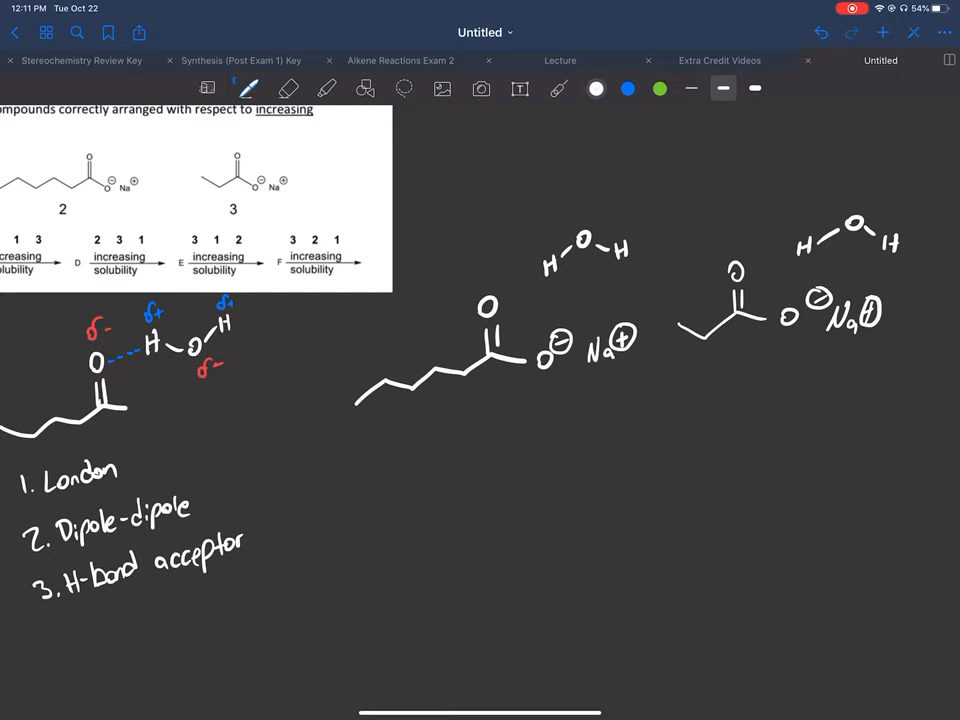 12:11 PM Tue Oct 22
54%
Untitled
Stereochemistry Review Key
Synthesis (Post Exam 1) Key
Alkene Reactions Exam 2
Lecture
Extra Credit Videos
Untitled
ompounds correctly arranged with respect to increasing
O
O
O ⊖ Na ⊕
O ⊖ Na ⊕
2
3
1 3
2 3 1
3 1 2
3 2 1
creasing
D increasing
E increasing
F increasing
olubility
solubility
solubility
solubility
H O H
H O H
δ- δ+ δ+
O H O H
δ-
O
O ⊖ Na ⊕
O
O ⊖ Na ⊕
1. London
2. Dipole-dipole
3. H-bond acceptor